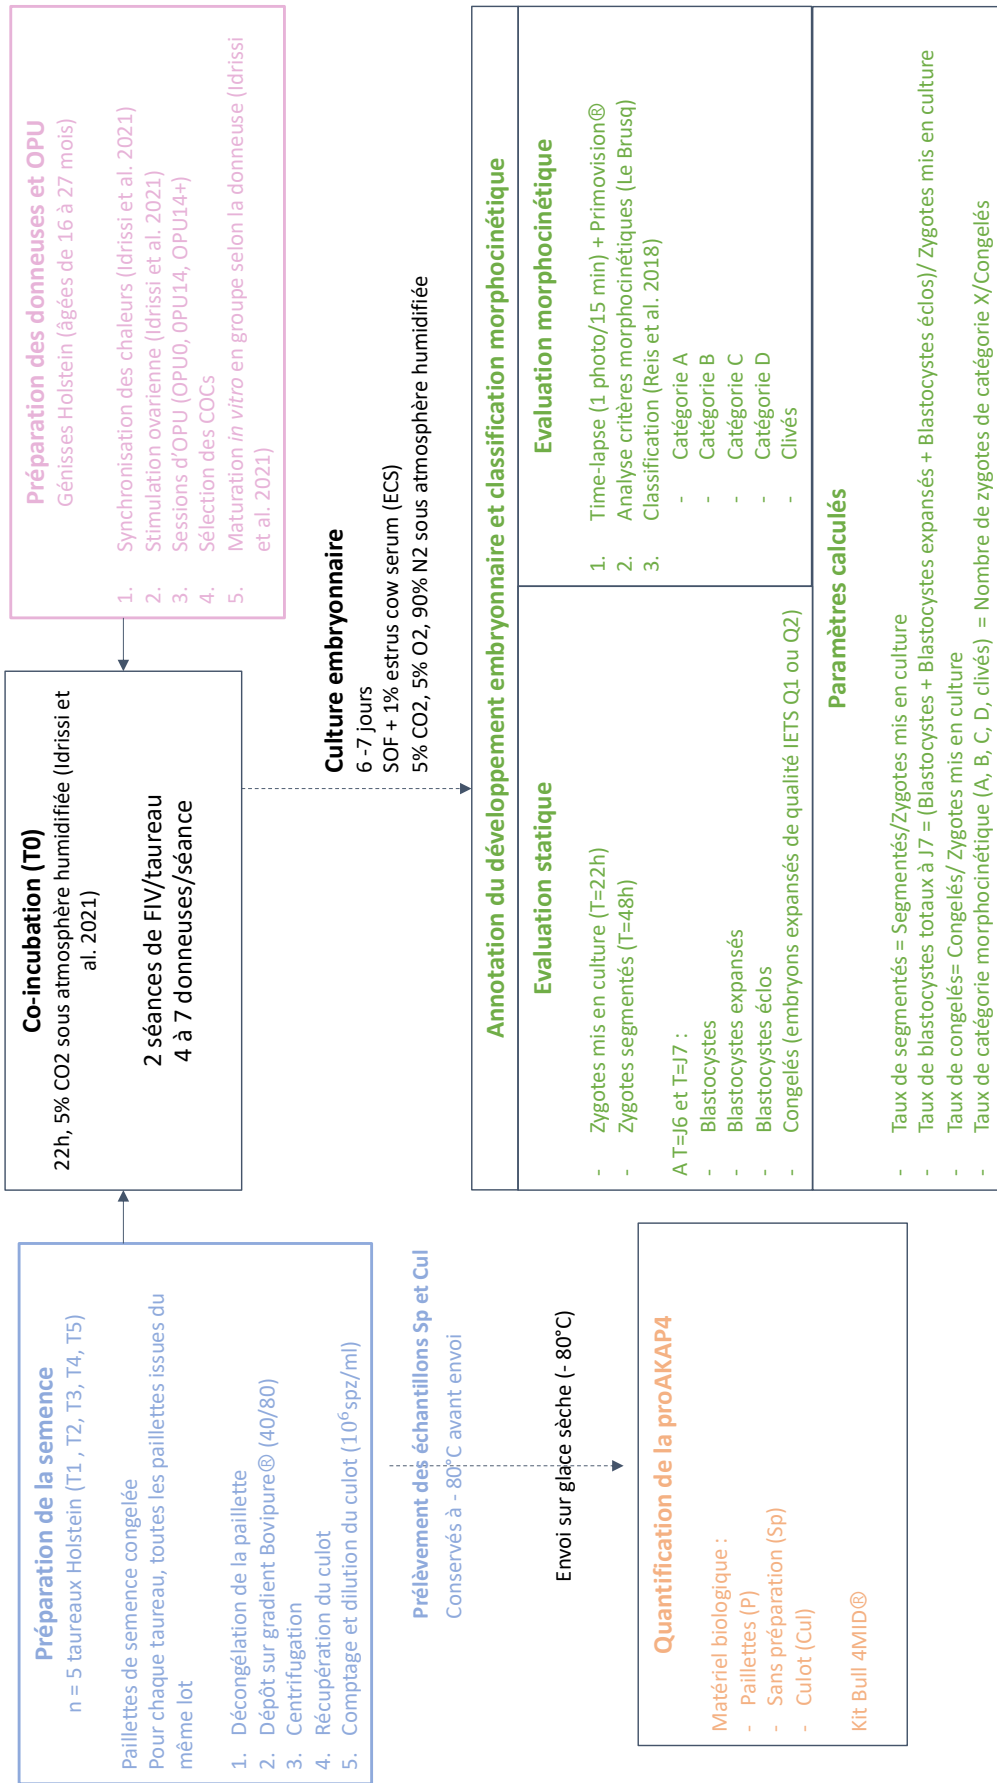 Préparation de la semence
n = 5 taureaux Holstein (T1 , T2, T3, T4, T5)
Paillettes de semence congelée
Pour chaque taureau, toutes les paillettes issues du
même lot
1. Décongélation de la paillette
2. Dépôt sur gradient Bovipure® (40/80)
3. Centrifugation
4. Récupération du culot
5. Comptage et dilution du culot (10⁶ spz/ml)
Co-incubation (T0)
22h, 5% CO2 sous atmosphère humidifiée (Idrissi et
al. 2021)
2 séances de FIV/taureau
4 à 7 donneuses/séance
Préparation des donneuses et OPU
Génisses Holstein (âgées de 16 à 27 mois)
1. Synchronisation des chaleurs (Idrissi et al. 2021)
2. Stimulation ovarienne (Idrissi et al. 2021)
3. Sessions d'OPU (OPU0, 0PU14, OPU14+)
4. Sélection des COCs
5. Maturation in vitro en groupe selon la donneuse (Idrissi
et al. 2021)
Prélèvement des échantillons Sp et Cul
Conservés à - 80°C avant envoi
Envoi sur glace sèche (- 80°C)
Culture embryonnaire
6 -7 jours
SOF + 1% estrus cow serum (ECS)
5% CO2, 5% O2, 90% N2 sous atmosphère humidifiée
Quantification de la proAKAP4
Matériel biologique :
- Paillettes (P)
- Sans préparation (Sp)
- Culot (Cul)
Kit Bull 4MID®
Annotation du développement embryonnaire et classification morphocinétique
Evaluation statique
- Zygotes mis en culture (T=22h)
- Zygotes segmentés (T=48h)
A T=J6 et T=J7 :
- Blastocystes
- Blastocystes expansés
- Blastocystes éclos
- Congelés (embryons expansés de qualité IETS Q1 ou Q2)
Evaluation morphocinétique
1. Time-lapse (1 photo/15 min) + Primovision®
2. Analyse critères morphocinétiques (Le Brusq)
3. Classification (Reis et al. 2018)
- Catégorie A
- Catégorie B
- Catégorie C
- Catégorie D
- Clivés
Paramètres calculés
- Taux de segmentés = Segmentés/Zygotes mis en culture
- Taux de blastocystes totaux à J7 = (Blastocystes + Blastocystes expansés + Blastocystes éclos)/ Zygotes mis en culture
- Taux de congelés= Congelés/ Zygotes mis en culture
- Taux de catégorie morphocinétique (A, B, C, D, clivés) = Nombre de zygotes de catégorie X/Congelés